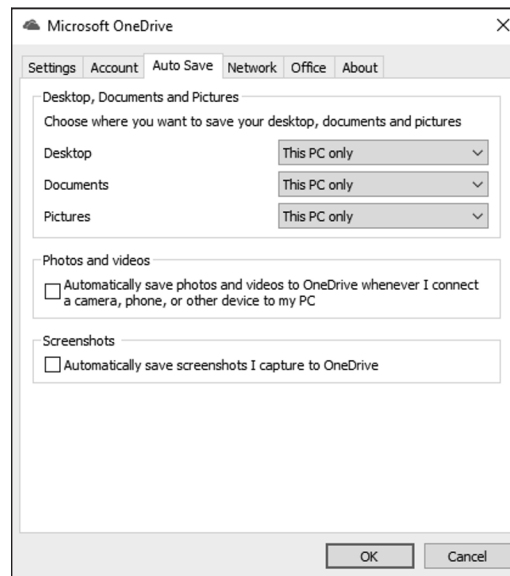 Microsoft OneDrive
Settings Account Auto Save Network Office About
Desktop, Documents and Pictures
Choose where you want to save your desktop, documents and pictures
Desktop This PC only
Documents This PC only
Pictures This PC only
Photos and videos
Automatically save photos and videos to OneDrive whenever I connect
a camera, phone, or other device to my PC
Screenshots
Automatically save screenshots I capture to OneDrive
OK Cancel